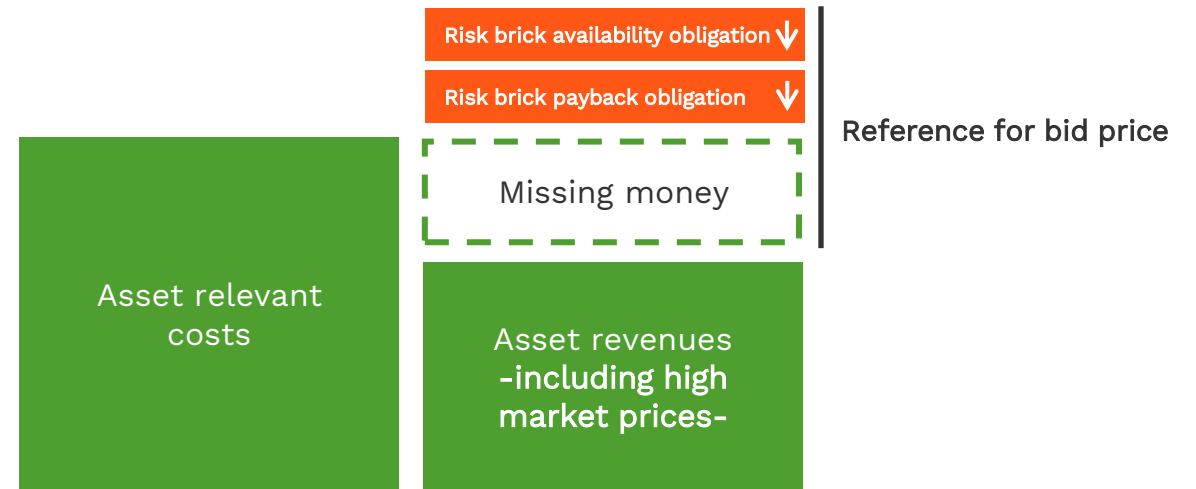 Risk brick availability obligation
Risk brick payback obligation
Reference for bid price
Missing money
Asset relevant
costs
Asset revenues
-including high
market prices-